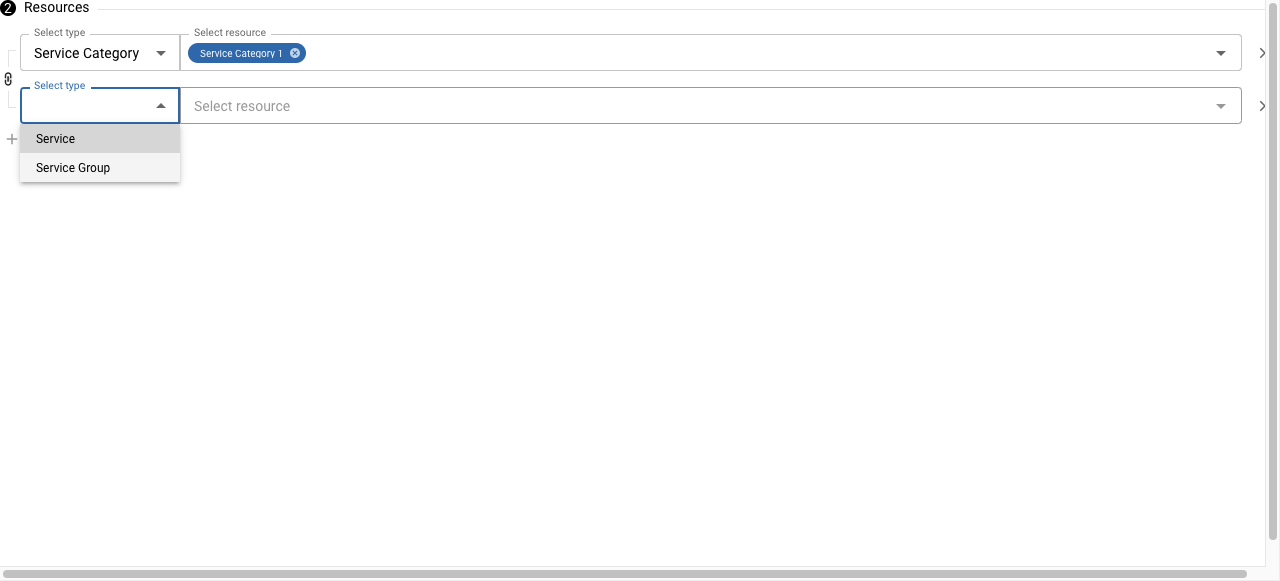 2 Resources
Select type
Select resource
Service Category
Service Category 1
Select type
Select resource
Service
Service Group